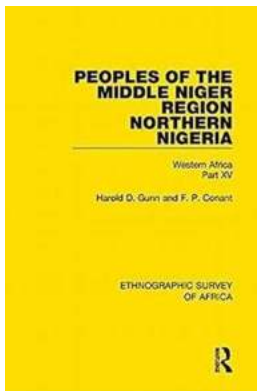 PEOPLES OF THE
MIDDLE NIGER
REGION
NORTHERN
NIGERIA
Western Africa
Part XV
Harold D. Gunn and F. P. Conant
ETHNOGRAPHIC SURVEY
OF AFRICA